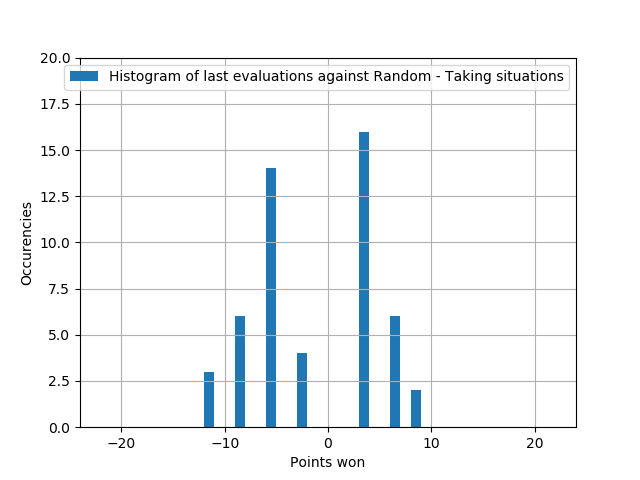 Histogram of last evaluations against Random - Taking situations
20.0
17.5
15.0
12.5
10.0
7.5
5.0
2.5
0.0
Occurencies
−20 −10 0 10 20
Points won